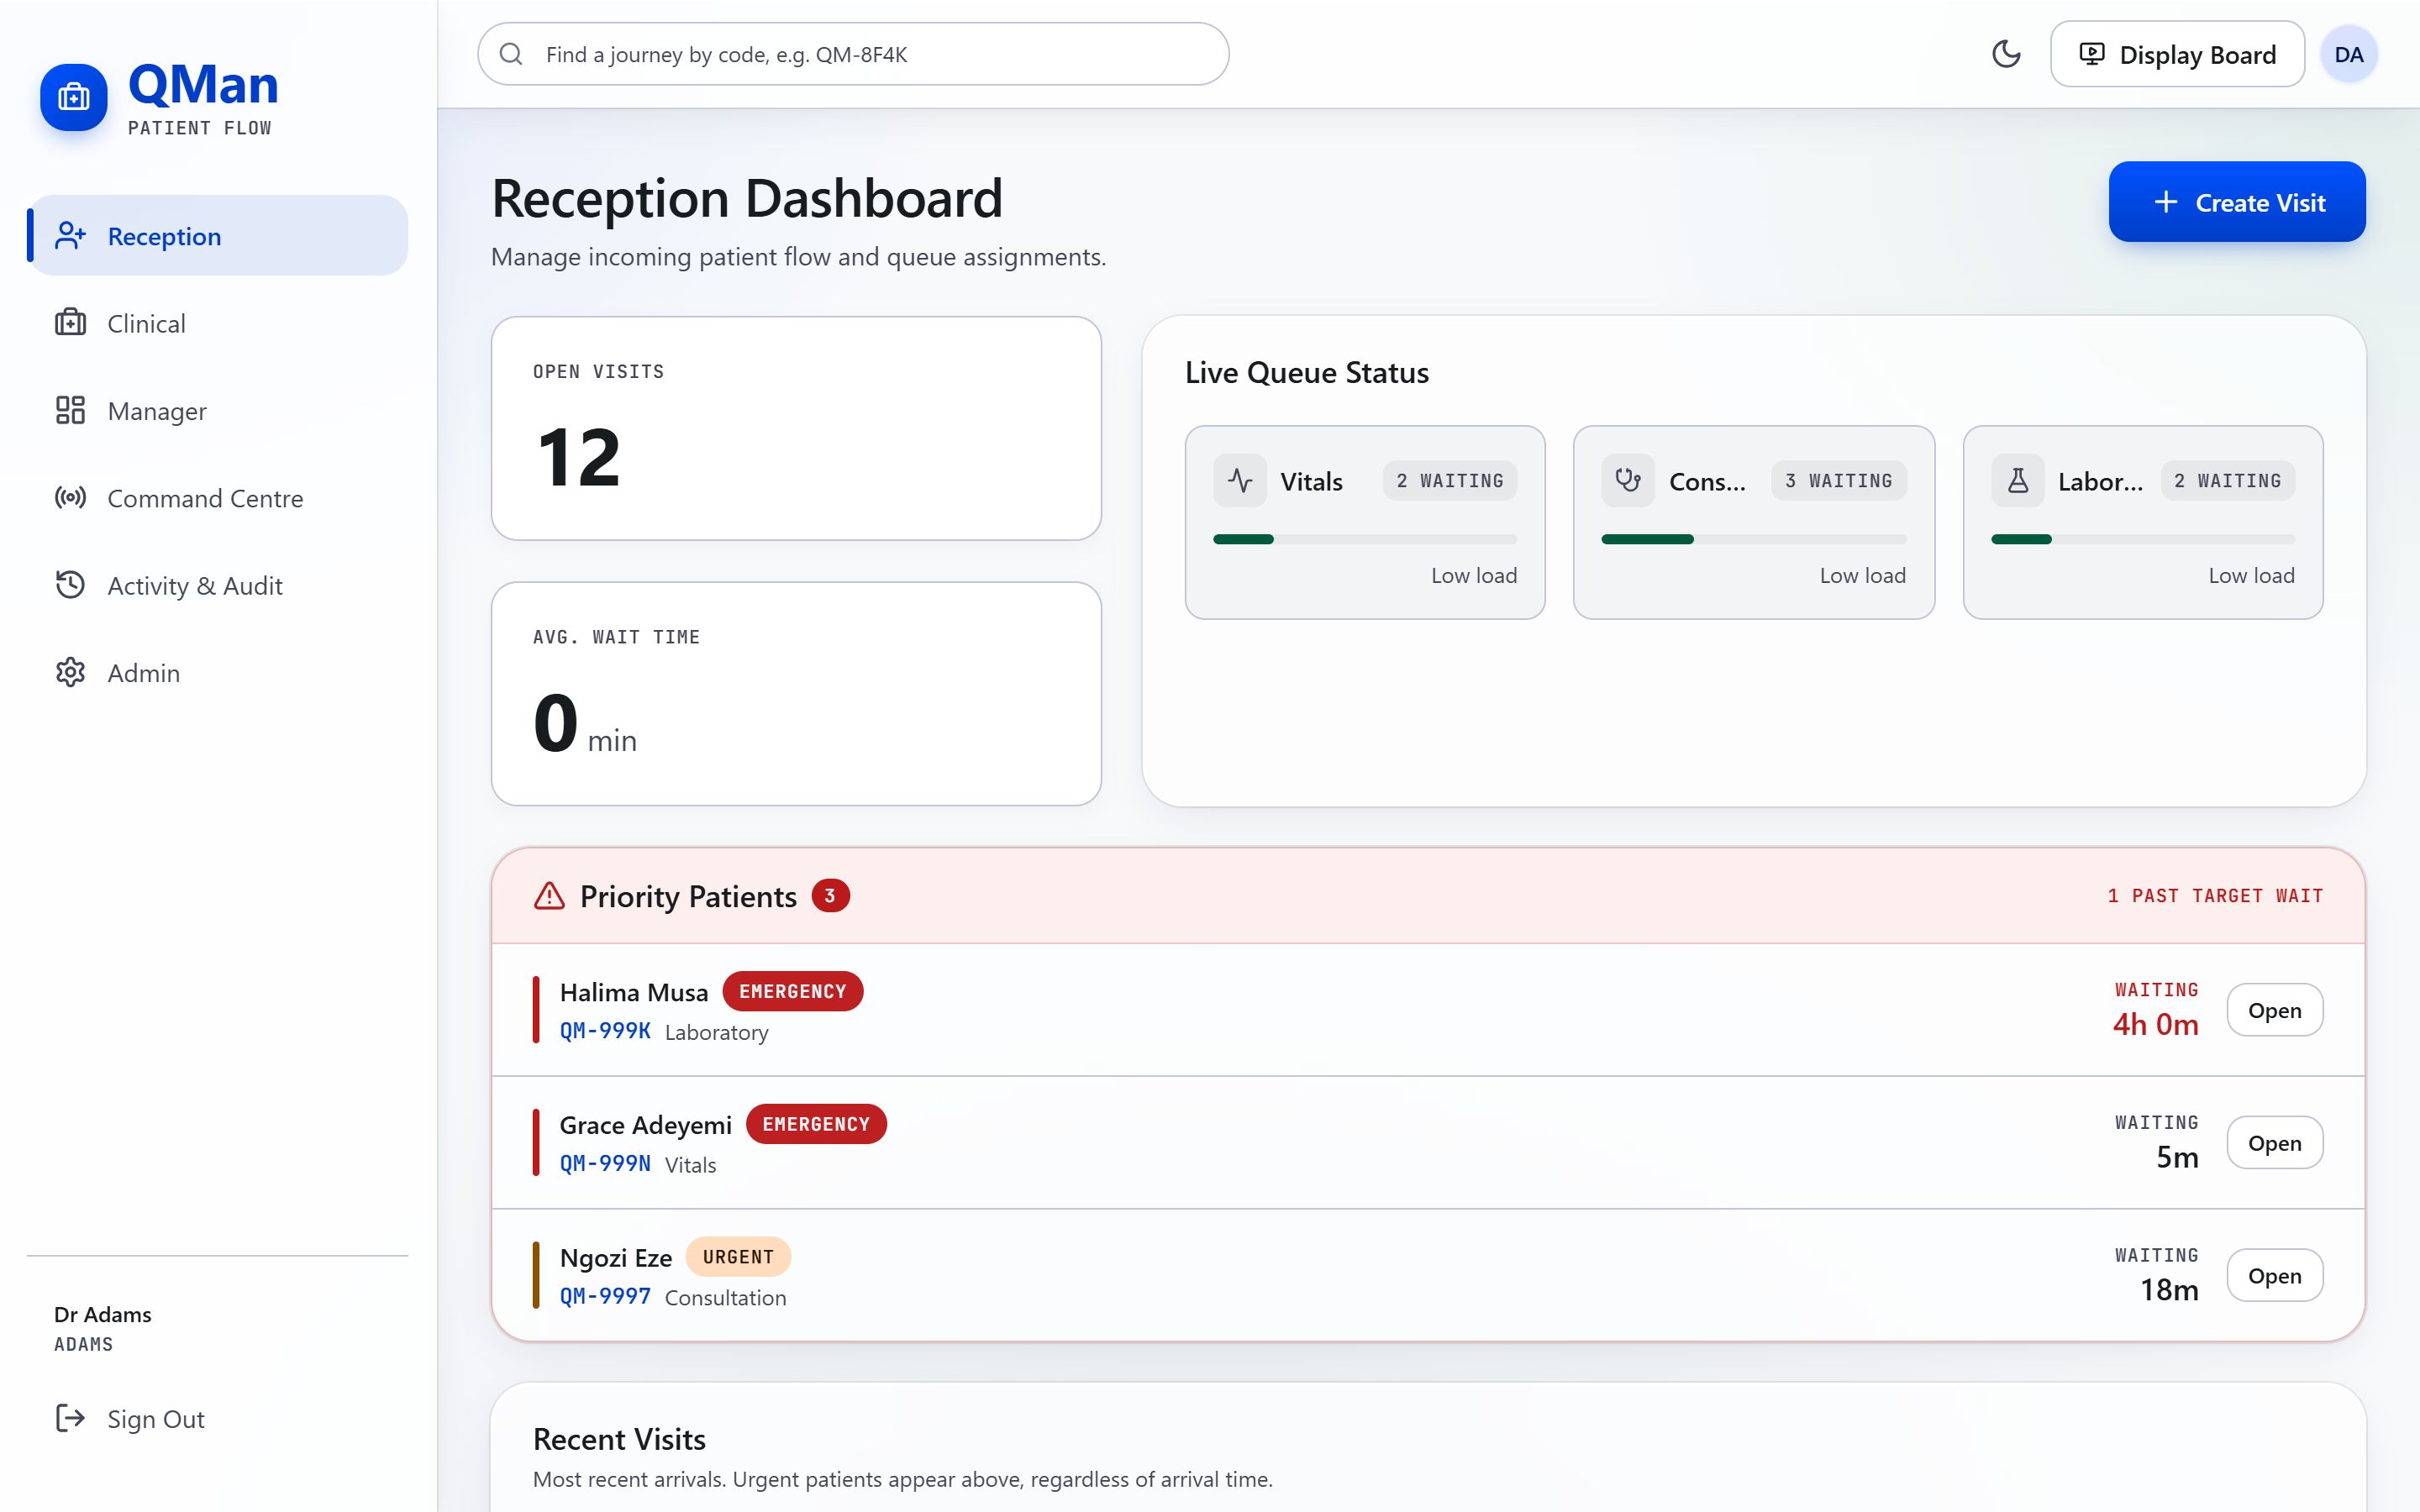 QMan
PATIENT FLOW
Reception
Clinical
Manager
Command Centre
Activity & Audit
Admin
Dr Adams
ADAMS
Sign Out
Find a journey by code, e.g. QM-8F4K
Display Board
DA
Reception Dashboard
Manage incoming patient flow and queue assignments.
Create Visit
OPEN VISITS
12
AVG. WAIT TIME
0 min
Live Queue Status
Vitals 2 WAITING
Low load
Cons... 3 WAITING
Low load
Labor... 2 WAITING
Low load
Priority Patients 3
1 PAST TARGET WAIT
Halima Musa EMERGENCY
QM-999K Laboratory
WAITING
4h 0m
Open
Grace Adeyemi EMERGENCY
QM-999N Vitals
WAITING
5m
Open
Ngozi Eze URGENT
QM-9997 Consultation
WAITING
18m
Open
Recent Visits
Most recent arrivals. Urgent patients appear above, regardless of arrival time.